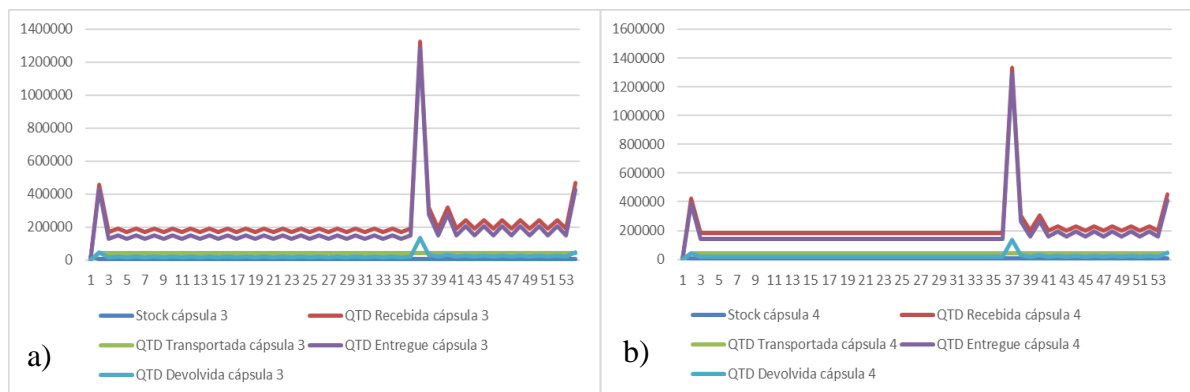 1400000
1200000
1000000
800000
600000
400000
200000
0
1 3 5 7 9 11 13 15 17 19 21 23 25 27 29 31 33 35 37 39 41 43 45 47 49 51 53
Stock cápsula 3 QTD Recebida cápsula 3
QTD Transportada cápsula 3 QTD Entregue cápsula 3
QTD Devolvida cápsula 3
a)
1600000
1400000
1200000
1000000
800000
600000
400000
200000
0
1 3 5 7 9 11 13 15 17 19 21 23 25 27 29 31 33 35 37 39 41 43 45 47 49 51 53
Stock cápsula 4 QTD Recebida cápsula 4
QTD Transportada cápsula 4 QTD Entregue cápsula 4
QTD Devolvida cápsula 4
b)